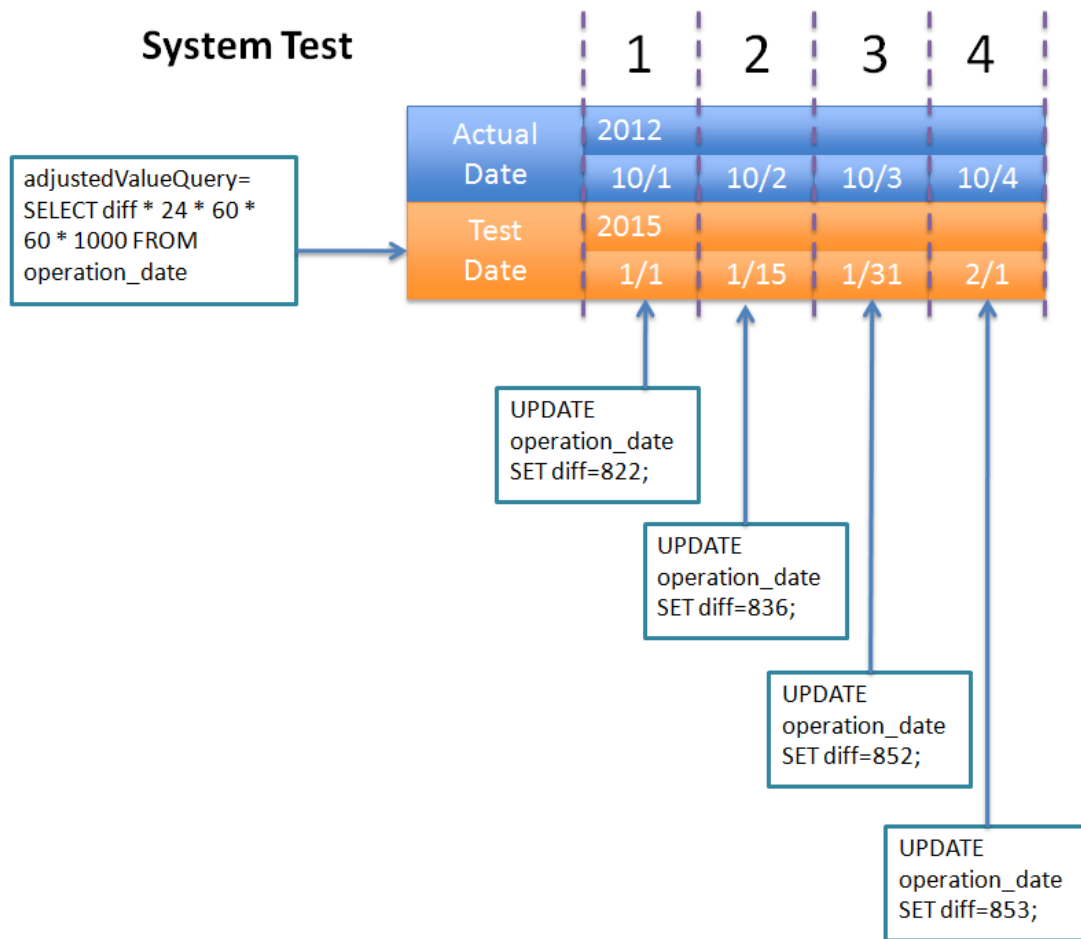 System Test
1 2 3 4
Actual
Date
2012
10/1 10/2 10/3 10/4
Test
Date
2015
1/1 1/15 1/31 2/1
adjustedValueQuery=
SELECT diff * 24 * 60 *
60 * 1000 FROM
operation_date
UPDATE
operation_date
SET diff=822;
UPDATE
operation_date
SET diff=836;
UPDATE
operation_date
SET diff=852;
UPDATE
operation_date
SET diff=853;